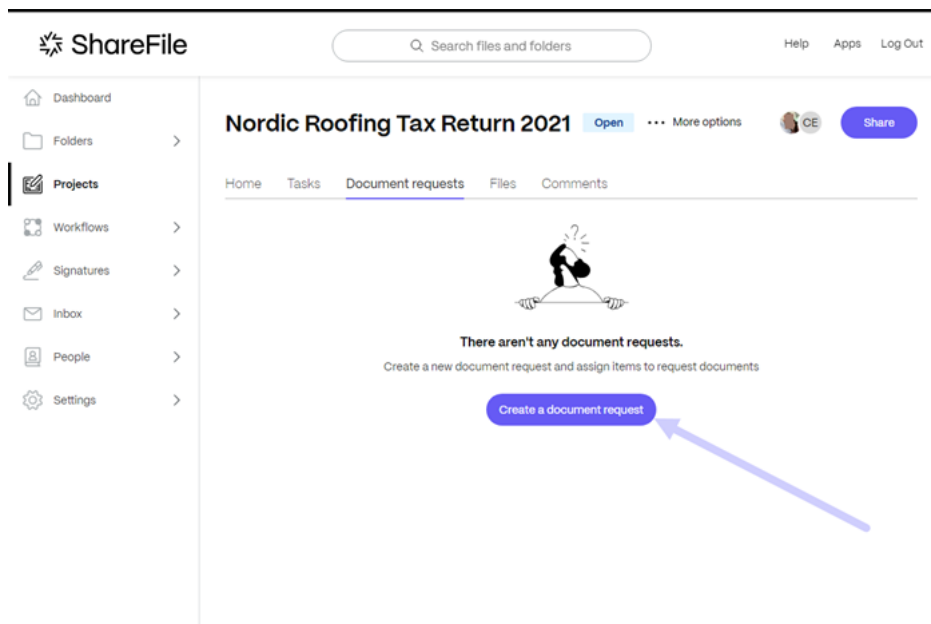 ShareFile
Search files and folders
Help Apps Log Out
Dashboard
Folders
Projects
Workflows
Signatures
Inbox
People
Settings
Nordic Roofing Tax Return 2021 Open ... More options CE Share
Home Tasks Document requests Files Comments
?
There aren't any document requests.
Create a new document request and assign items to request documents
Create a document request